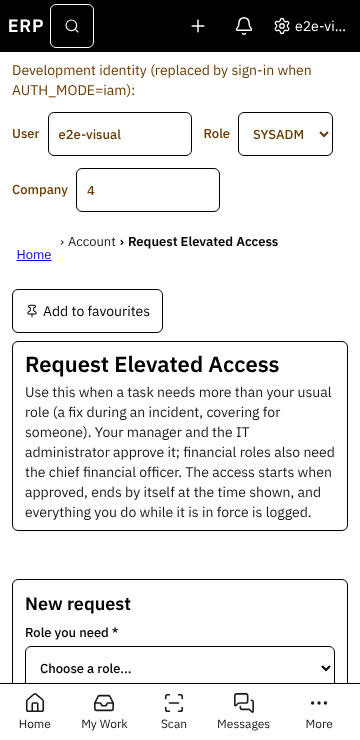 ERP
e2e-vi...
Development identity (replaced by sign-in when
AUTH_MODE=iam):
User e2e-visual Role SYSADM
Company 4
Home › Account › Request Elevated Access
Add to favourites
Request Elevated Access
Use this when a task needs more than your usual
role (a fix during an incident, covering for
someone). Your manager and the IT
administrator approve it; financial roles also need
the chief financial officer. The access starts when
approved, ends by itself at the time shown, and
everything you do while it is in force is logged.
New request
Role you need *
Choose a role...
Home My Work Scan Messages More